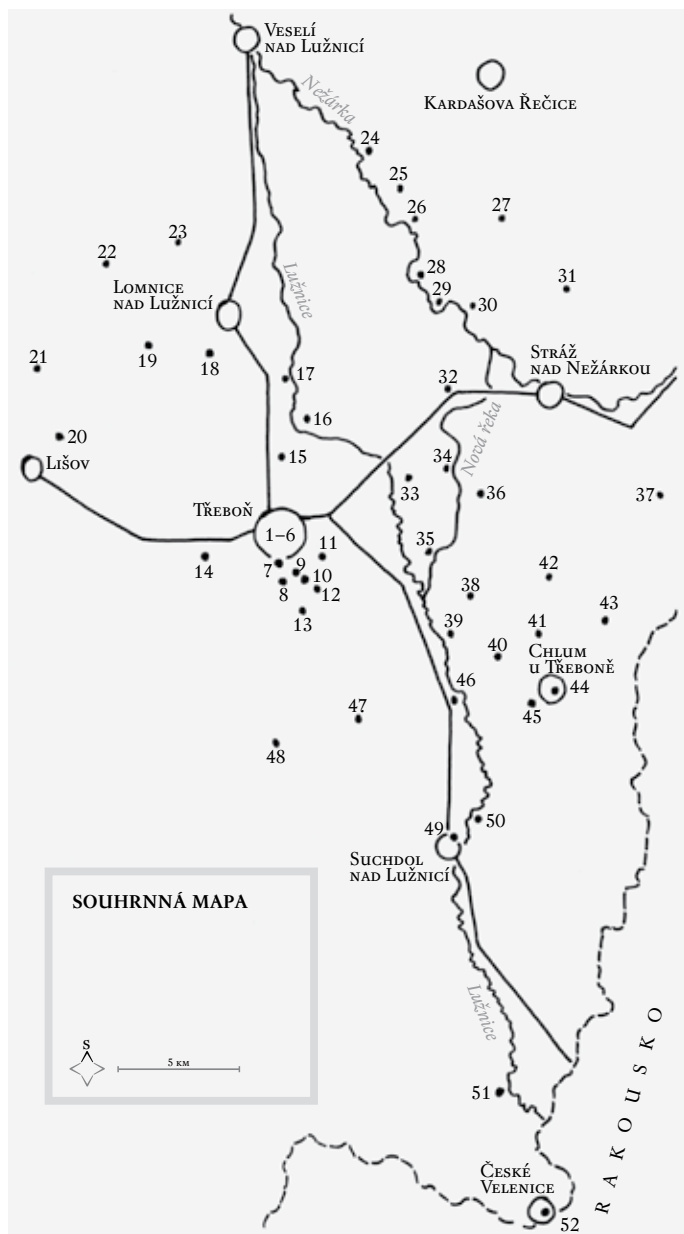 Veselí
nad Lužnicí
Kardašova Řečice
Nežárka
24
25
26
27
23
22
28
29
30
31
Lomnice
nad Lužnicí
Lužnice
21
19
18
17
32
Stráž
nad Nežárkou
16
Nová řeka
20
Lišov
15
34
33
36
37
Třeboň
1–6
35
14
7
9
11
10
8
12
13
42
38
43
39
41
40
Chlum
u Třeboně
44
45
46
47
48
49
50
Suchdol
nad Lužnicí
SOUHRNNÁ MAPA
S
5 km
Lužnice
51
RAKOUSKO
České
Velenice
52